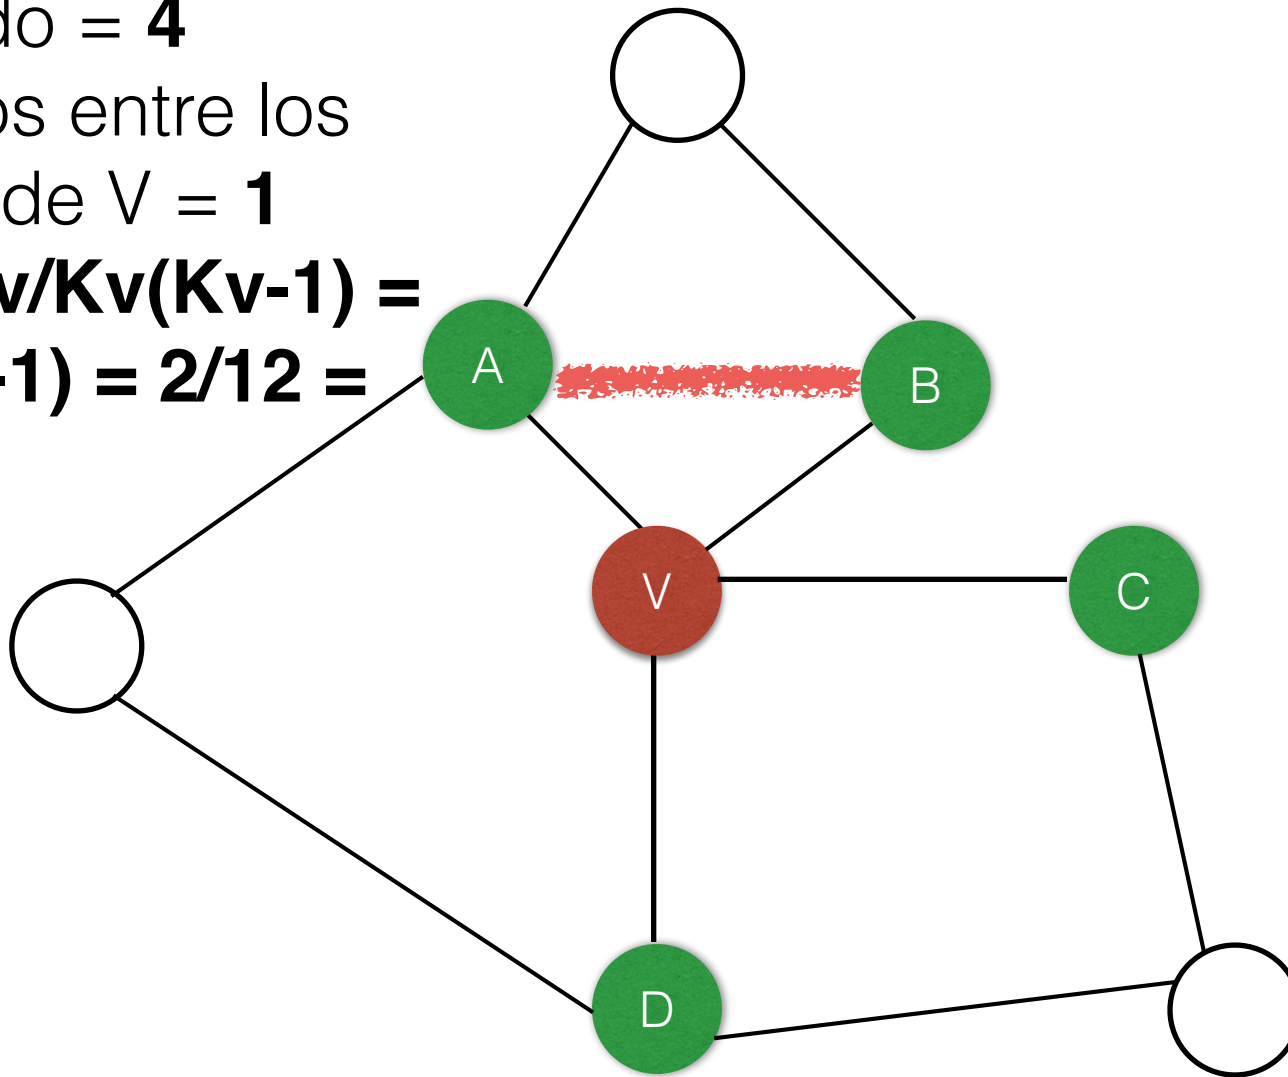 do = 4
os entre los
de V = 1
v/Kv(Kv-1) =
-1) = 2/12 =
A
B
V
C
D